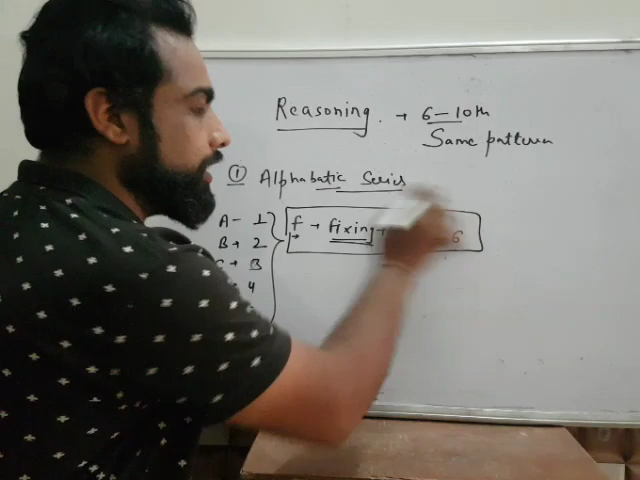 Reasoning. → 6-10th
Same pattern
① Alphabatic Series
A- 1
B→ 2
f → fixing → 6
→ 3
4